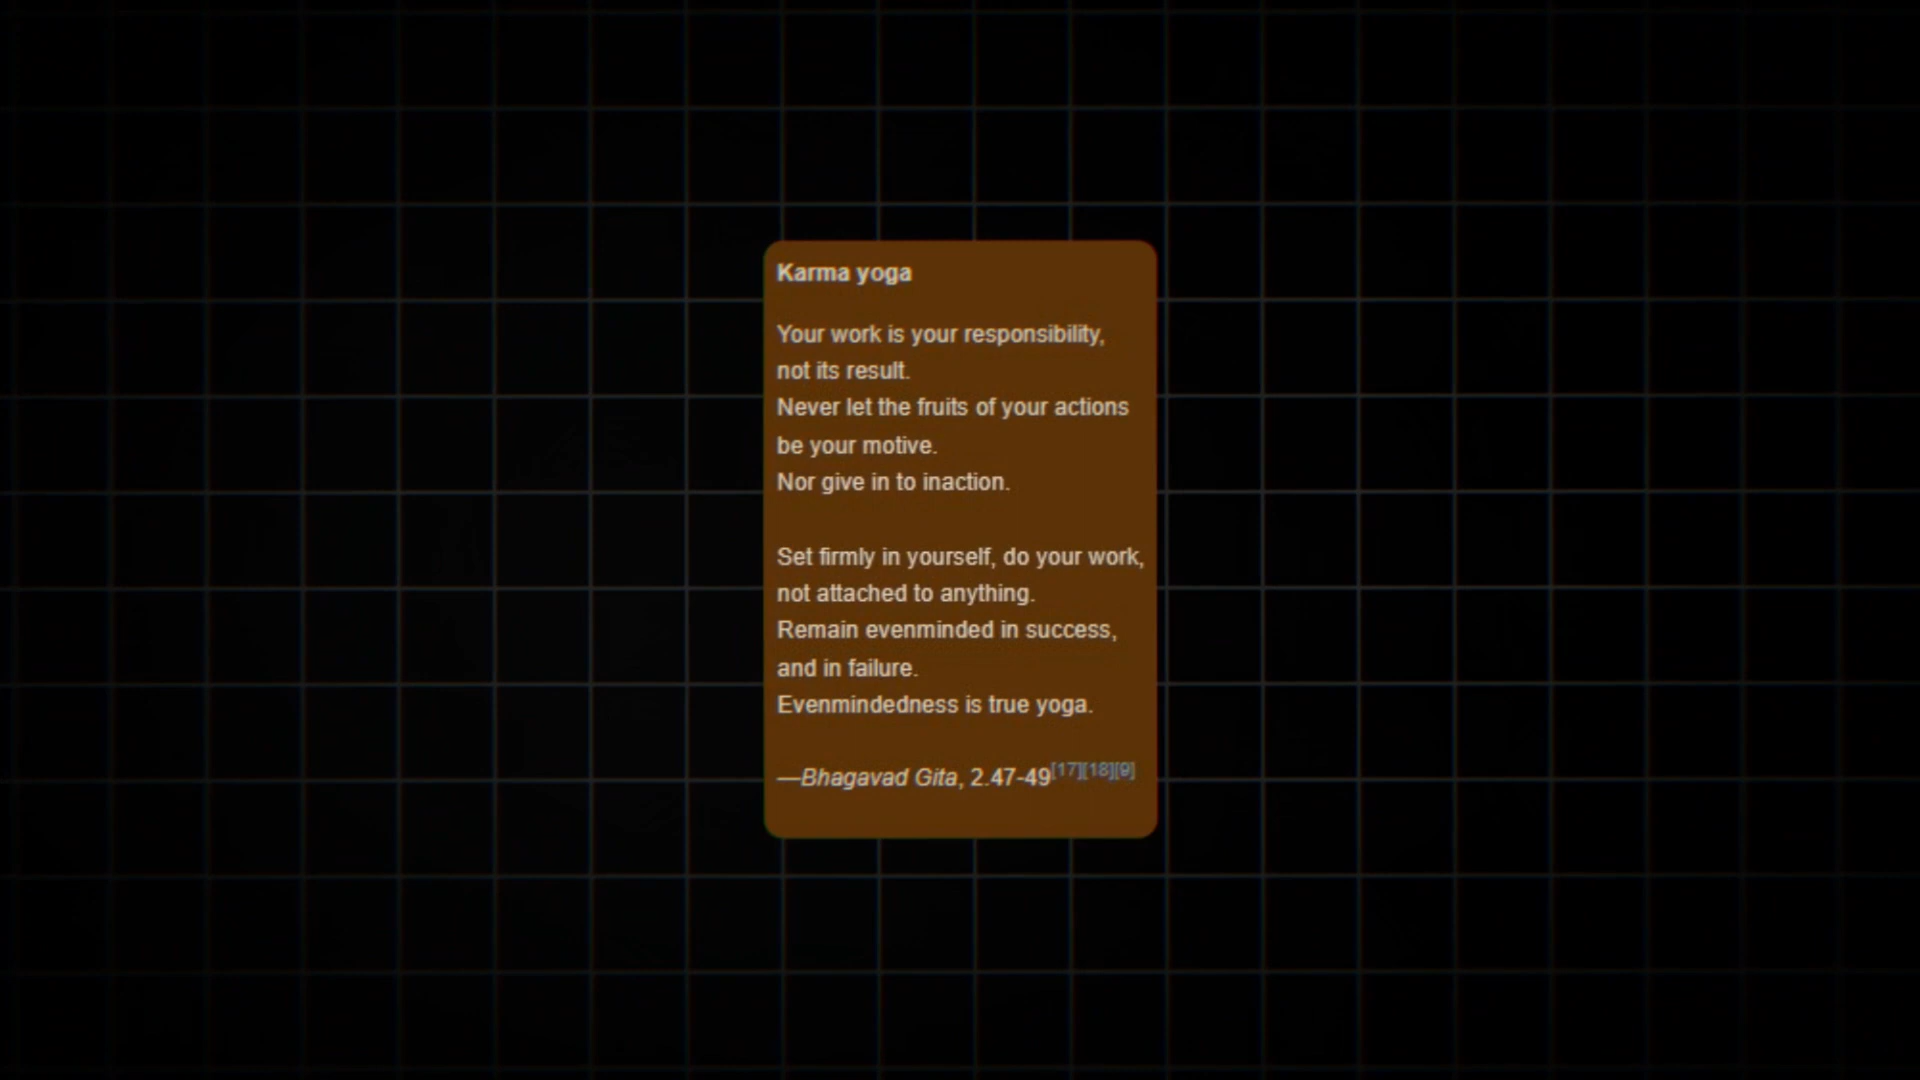 Karma yoga
Your work is your responsibility,
not its result.
Never let the fruits of your actions
be your motive.
Nor give in to inaction.
Set firmly in yourself, do your work,
not attached to anything.
Remain evenminded in success,
and in failure.
Evenmindedness is true yoga.
—Bhagavad Gita, 2.47-49[17][18][9]